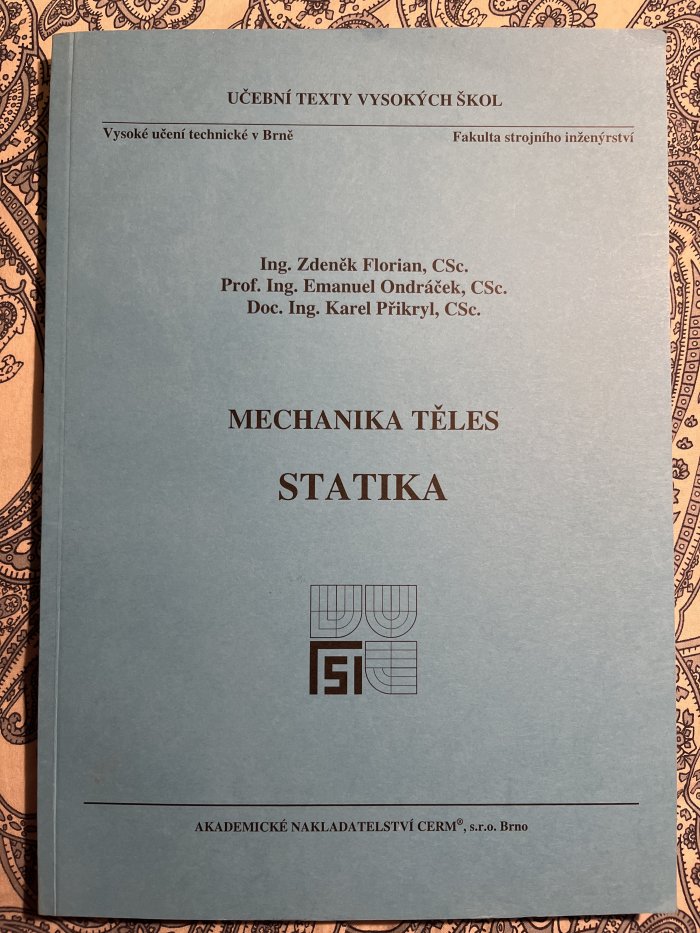 UČEBNÍ TEXTY VYSOKÝCH ŠKOL
Vysoké učení technické v Brně Fakulta strojního inženýrství
Ing. Zdeněk Florian, CSc.
Prof. Ing. Emanuel Ondráček, CSc.
Doc. Ing. Karel Přikryl, CSc.
MECHANIKA TĚLES
STATIKA
FSI
AKADEMICKÉ NAKLADATELSTVÍ CERM®, s.r.o. Brno